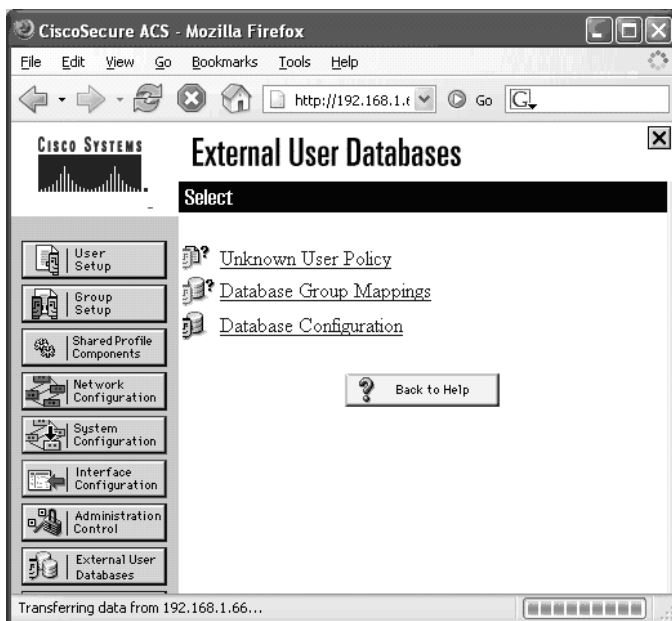 CiscoSecure ACS - Mozilla Firefox
File Edit View Go Bookmarks Tools Help
http://192.168.1.
Go
G
CISCO SYSTEMS
External User Databases
Select
User
Setup
Group
Setup
Shared Profile
Components
Network
Configuration
System
Configuration
Interface
Configuration
Administration
Control
External User
Databases
Unknown User Policy
Database Group Mappings
Database Configuration
Back to Help
Transferring data from 192.168.1.66...